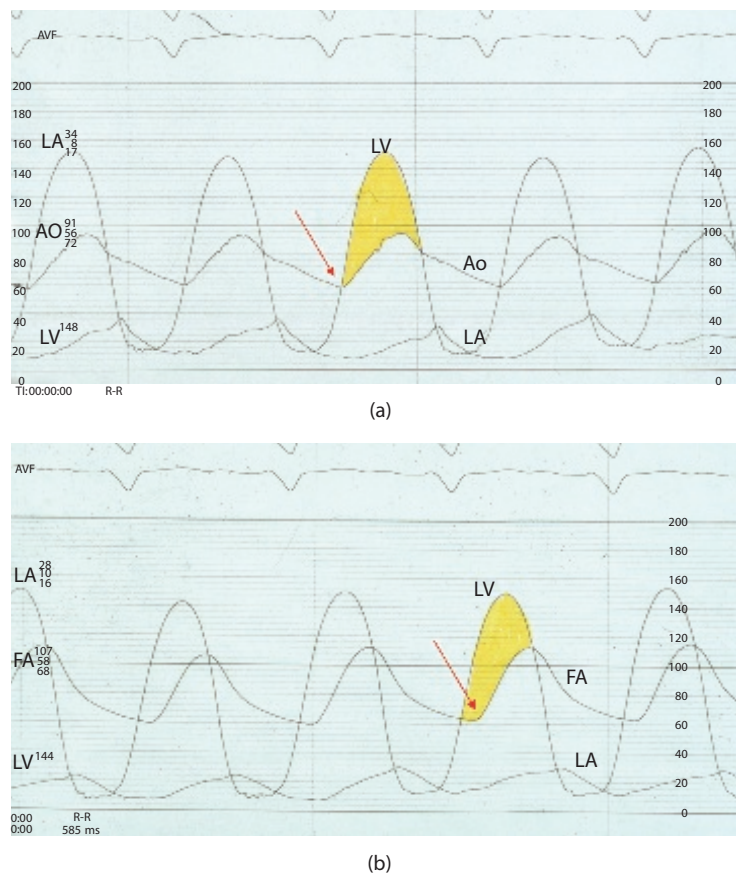 AVF
200 200
180 180
LA 34 8 17 LV
160 160
140 140
120 120
AO 91 56 72
100 100
80 Ao 80
60 60
40 40
LV 148 LA
20 20
0 0
TI:00:00:00 R-R
(a)
AVF
200
180
LA 28 10 16 LV
160
140
120
FA 107 58 68 FA
100
80
60
40
LV 144 LA
20
0
0:00 R-R
0:00 585 ms
(b)